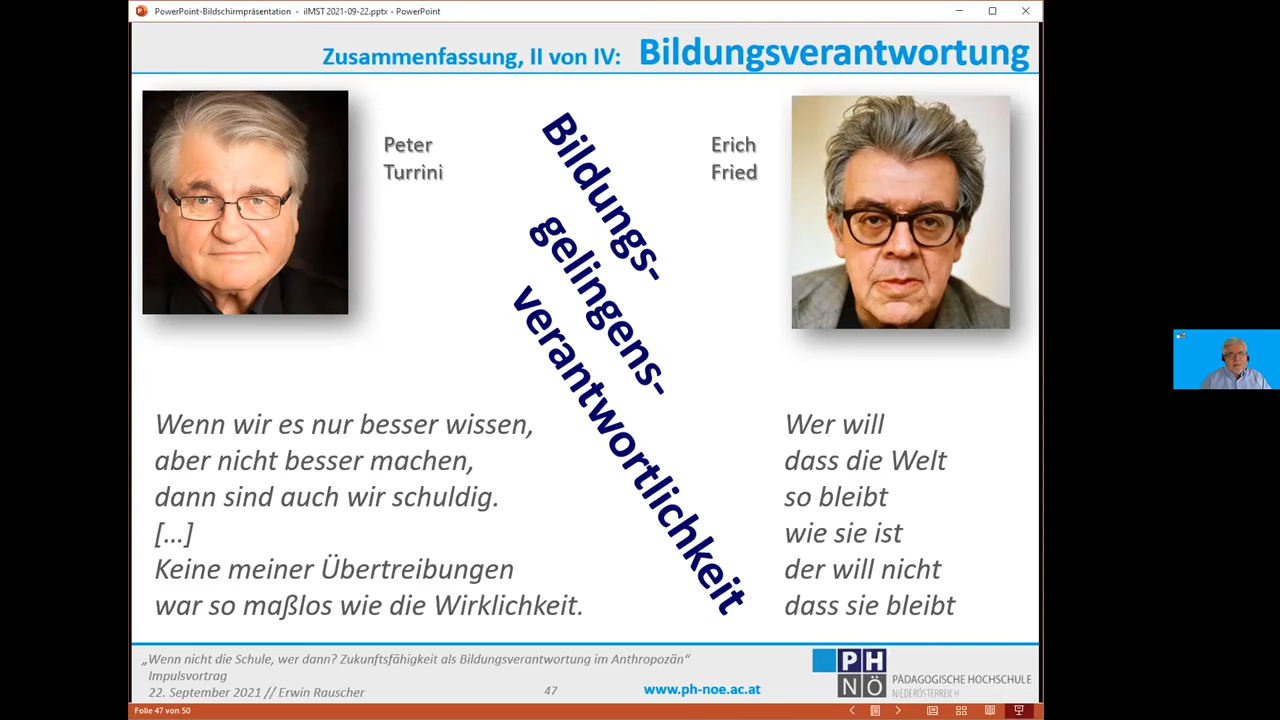 PowerPoint-Bildschirmpräsentation - iIMST 2021-09-22.pptx - PowerPoint
Zusammenfassung, II von IV: Bildungsverantwortung
Peter
Turrini
Bildungs-
gelingens-
verantwortlichkeit
Erich
Fried
Wenn wir es nur besser wissen,
aber nicht besser machen,
dann sind auch wir schuldig.
[...]
Keine meiner Übertreibungen
war so maßlos wie die Wirklichkeit.
Wer will
dass die Welt
so bleibt
wie sie ist
der will nicht
dass sie bleibt
„Wenn nicht die Schule, wer dann? Zukunftsfähigkeit als Bildungsverantwortung im Anthropozän“
Impulsvortrag
22. September 2021 // Erwin Rauscher
47
www.ph-noe.ac.at
PH
NÖ
PÄDAGOGISCHE HOCHSCHULE
NIEDERÖSTERREICH
Folie 47 von 50